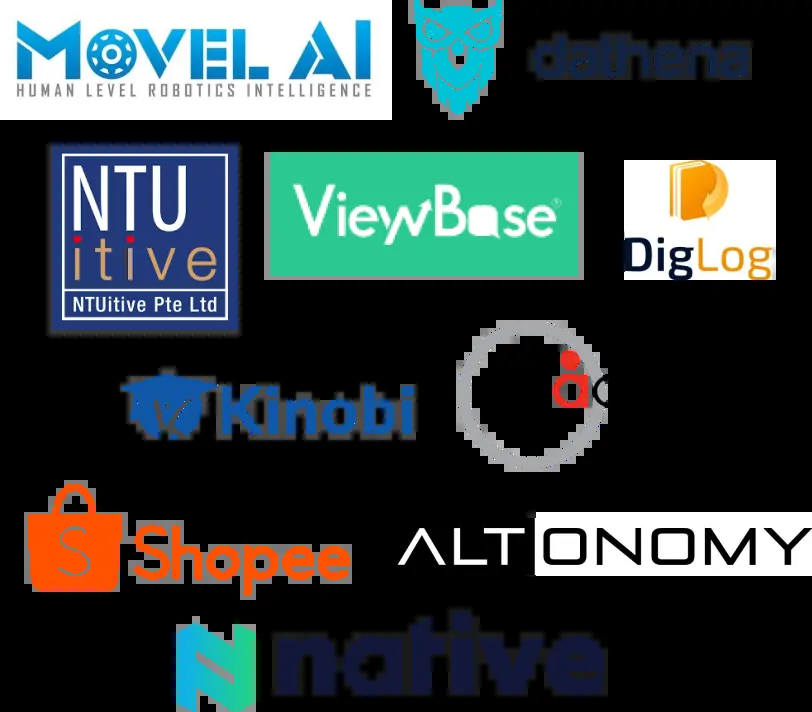 MOVEL AI
HUMAN LEVEL ROBOTICS INTELLIGENCE
dathena
NTU
itive
NTUitive Pte Ltd
ViewBase®
DigLog
Kinobi
S
Shopee
ALTONOMY
native